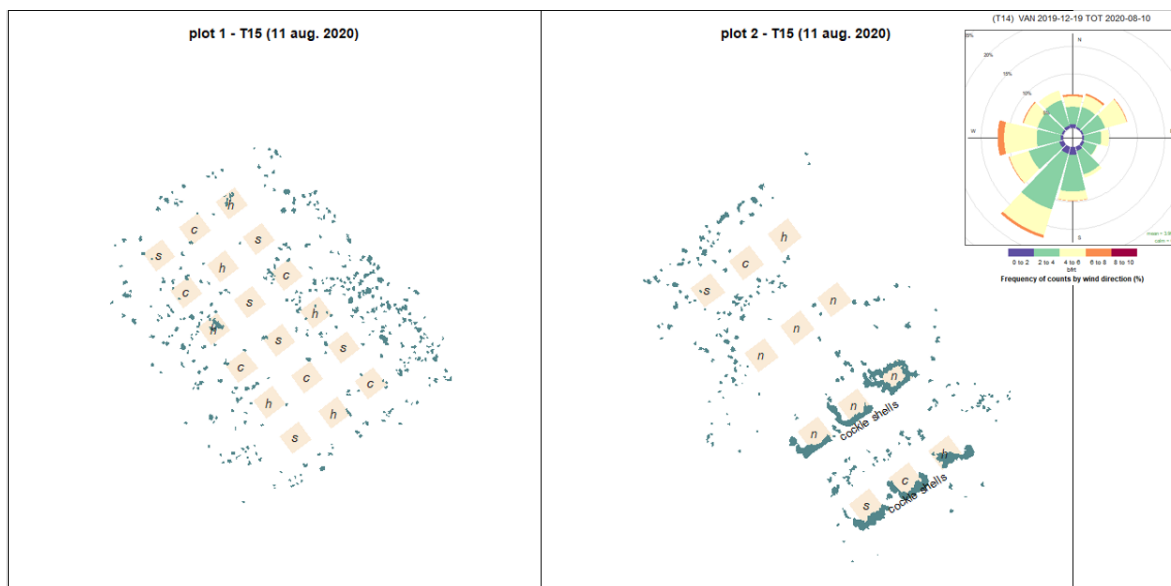 plot 1 - T15 (11 aug. 2020)
h
c
s
s
h
c
c
s
h
h
s
s
c
c
c
h
h
s
plot 2 - T15 (11 aug. 2020)
h
c
s
n
n
n
n
n
n
cockle shells
h
c
s
cockle shells
(T14) VAN 2019-12-19 TOT 2020-08-10
25%
20%
15%
10%
N
W
S
0 to 2 2 to 4 4 to 6 6 to 8 8 to 10
bft
Frequency of counts by wind direction (%)